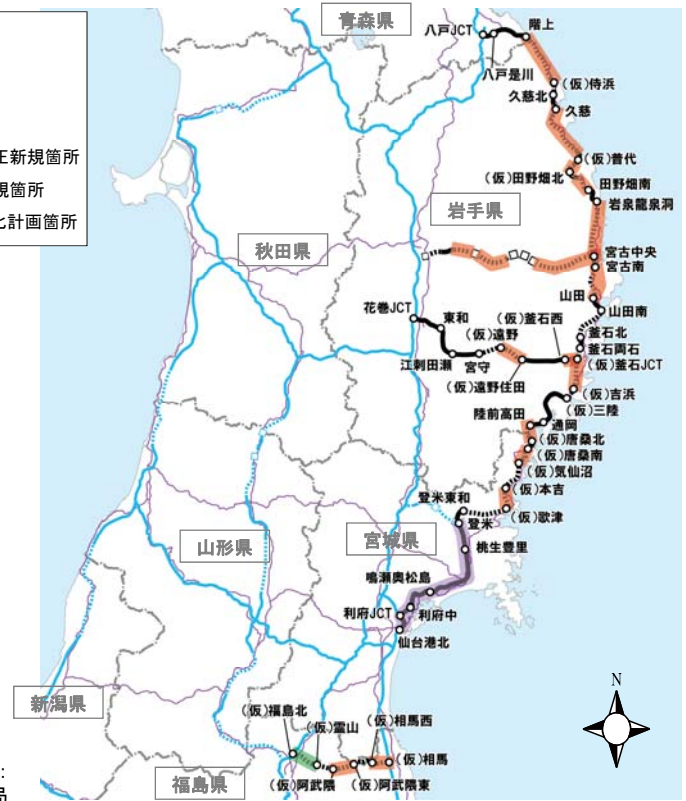 青森県
八戸JCT
階上
八戸是川
(仮)侍浜
久慈北
久慈
正新規箇所
規箇所
化計画箇所
(仮)普代
(仮)田野畑北
田野畑南
岩泉龍泉洞
岩手県
秋田県
宮古中央
宮古南
山田
山田南
花巻JCT
東和
(仮)遠野
(仮)釜石西
釜石北
釜石両石
(仮)釜石JCT
江刺田瀬
宮守
(仮)遠野住田
(仮)吉浜
(仮)三陸
陸前高田
通岡
(仮)唐桑北
(仮)唐桑南
(仮)気仙沼
(仮)本吉
(仮)歌津
登米東和
登米
桃生豊里
山形県
宮城県
鳴瀬奥松島
利府JCT
利府中
仙台港北
新潟県
N
(仮)福島北
(仮)霊山
(仮)相馬西
(仮)相馬
(仮)阿武隈
(仮)阿武隈東
福島県
: